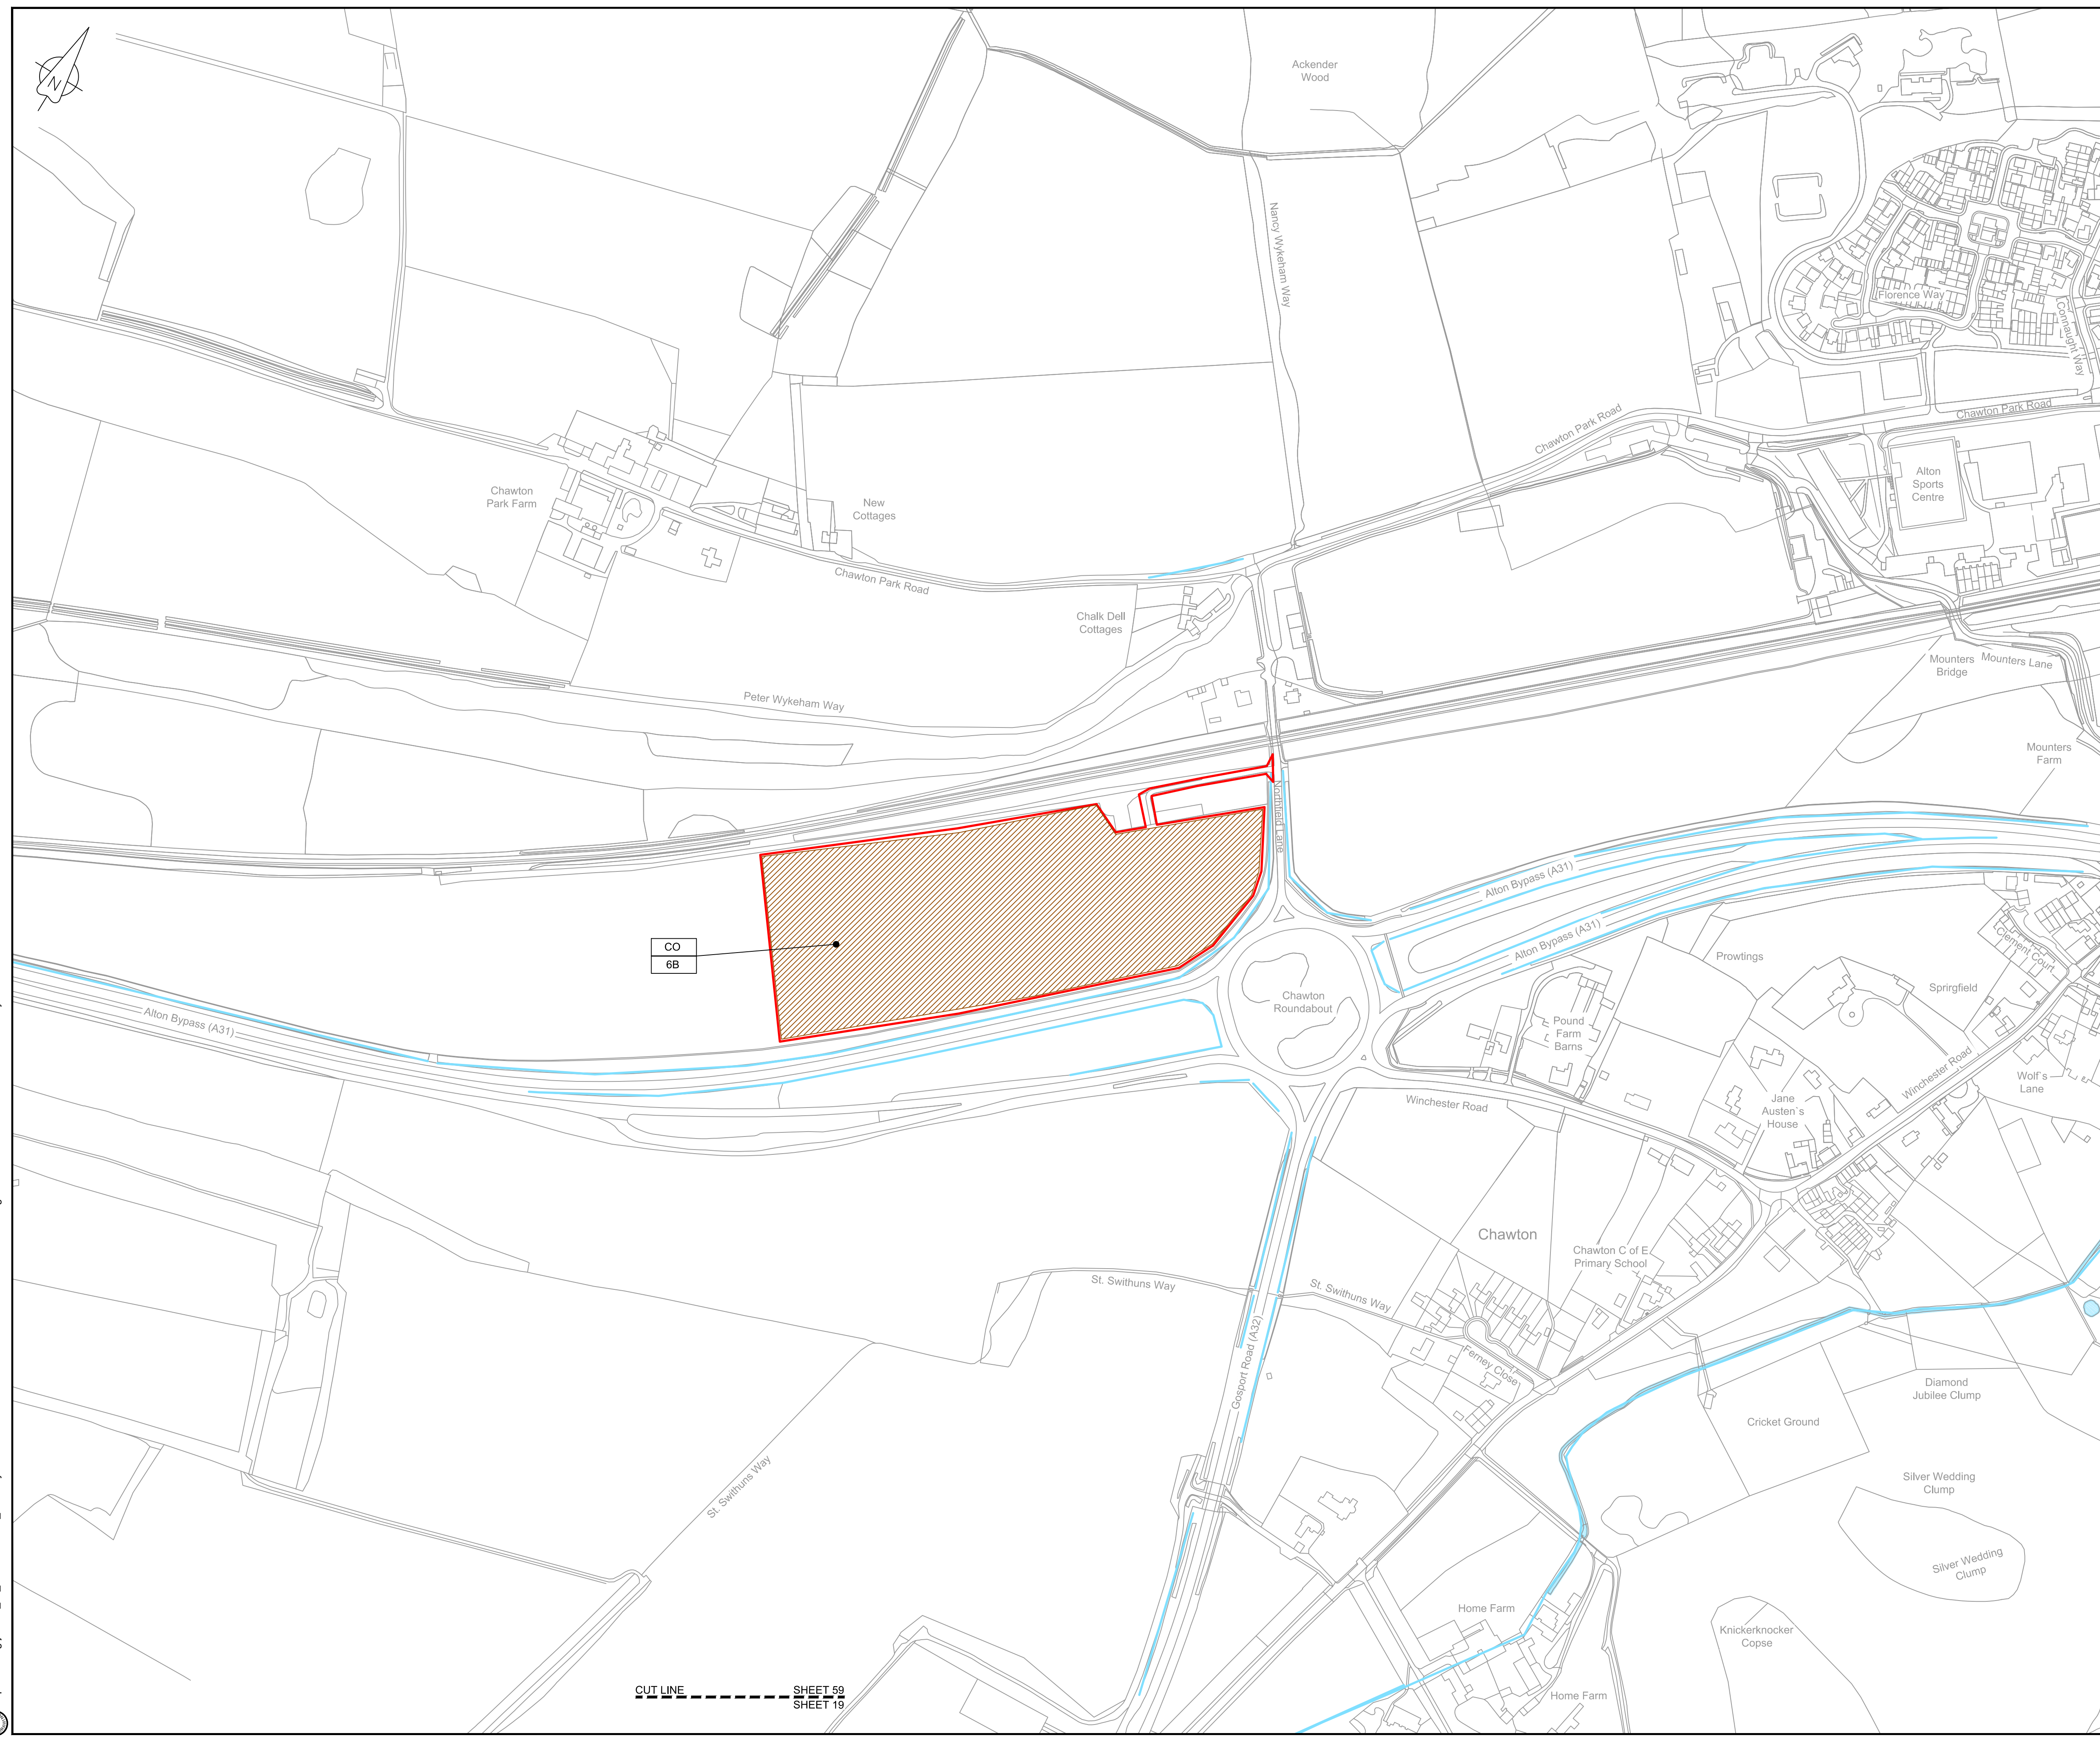 N
Ackender
Wood
Nancy Wykeham Way
Florence Way
Connaught Way
Chawton Park Road
Chawton Park Road
Alton
Sports
Centre
Chawton
Park Farm
New
Cottages
Chawton Park Road
Chalk Dell
Cottages
Mounters
Bridge
Mounters Lane
Peter Wykeham Way
Mounters
Farm
Northfield Lane
Alton Bypass (A31)
Alton Bypass (A31)
CO
6B
Clement Court
Prowtings
Sprirgfield
Chawton
Roundabout
Alton Bypass (A31)
Pound
Farm
Barns
Winchester Road
Wolf`s
Lane
Winchester Road
Jane
Austen`s
House
Chawton
Chawton C of E
Primary School
St. Swithuns Way
St. Swithuns Way
Gosport Road (A32)
Ferney Close
Diamond
Jubilee Clump
Cricket Ground
St. Swithuns Way
Silver Wedding
Clump
Silver Wedding
Clump
Home Farm
Knickerknocker
Copse
CUT LINE
SHEET 59
SHEET 19
Home Farm